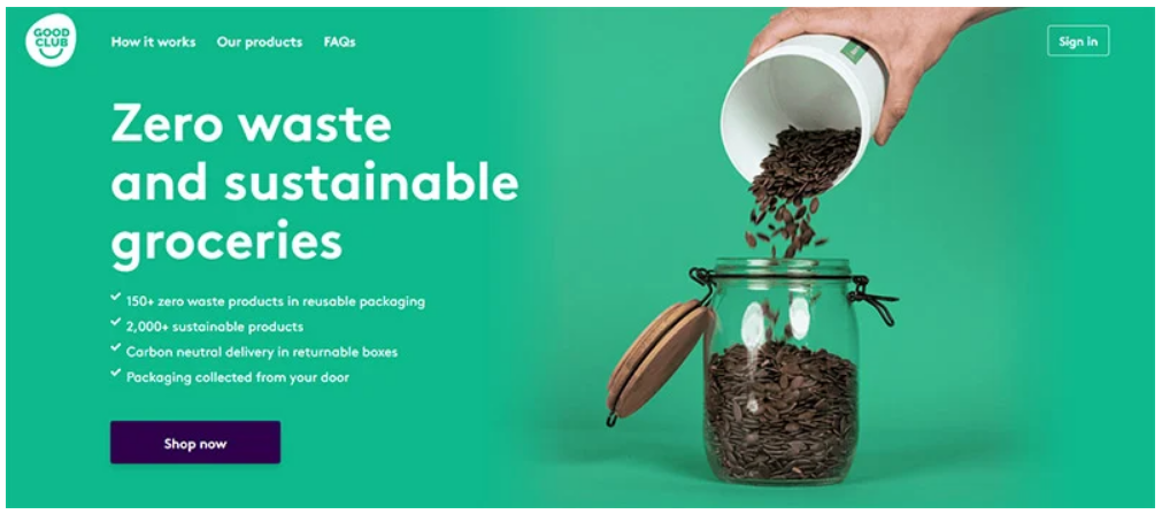 GOOD
CLUB
How it works
Our products
FAQs
Sign in
Zero waste
and sustainable
groceries
150+ zero waste products in reusable packaging
2,000+ sustainable products
Carbon neutral delivery in returnable boxes
Packaging collected from your door
Shop now